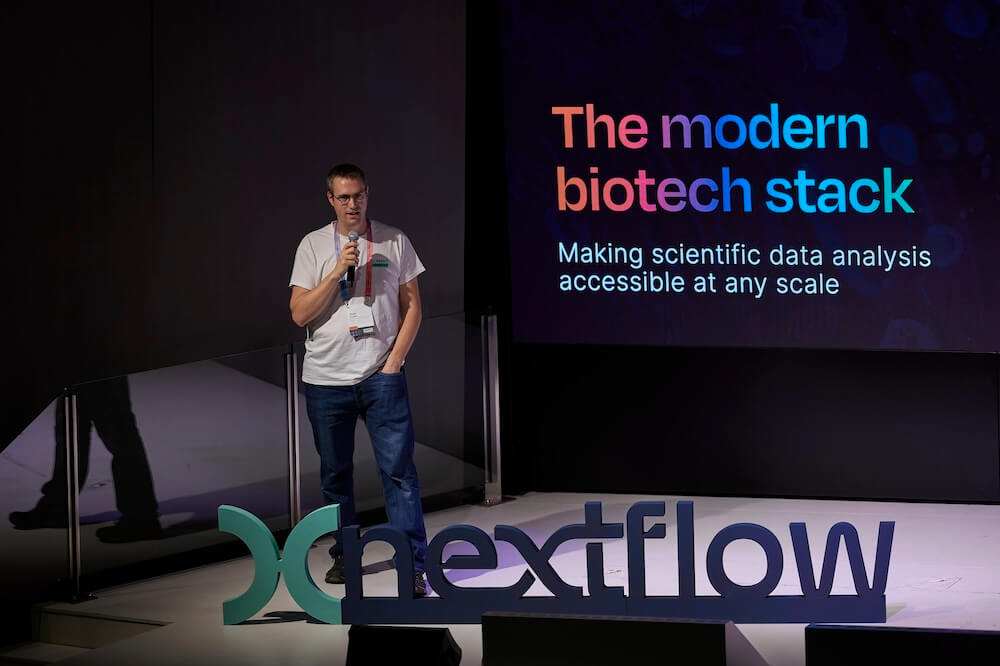 The modern
biotech stack
Making scientific data analysis
accessible at any scale
nextflow